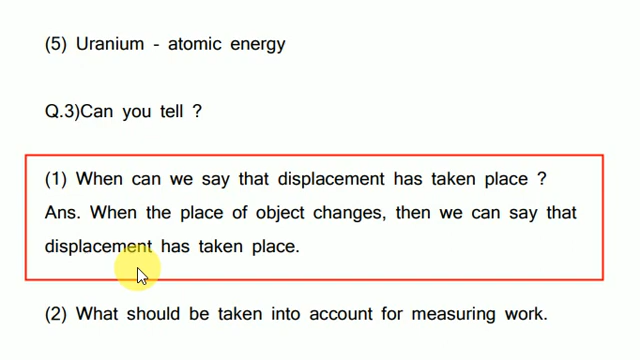 (5) Uranium - atomic energy
Q.3)Can you tell ?
(1) When can we say that displacement has taken place ?
Ans. When the place of object changes, then we can say that
displacement has taken place.
(2) What should be taken into account for measuring work.